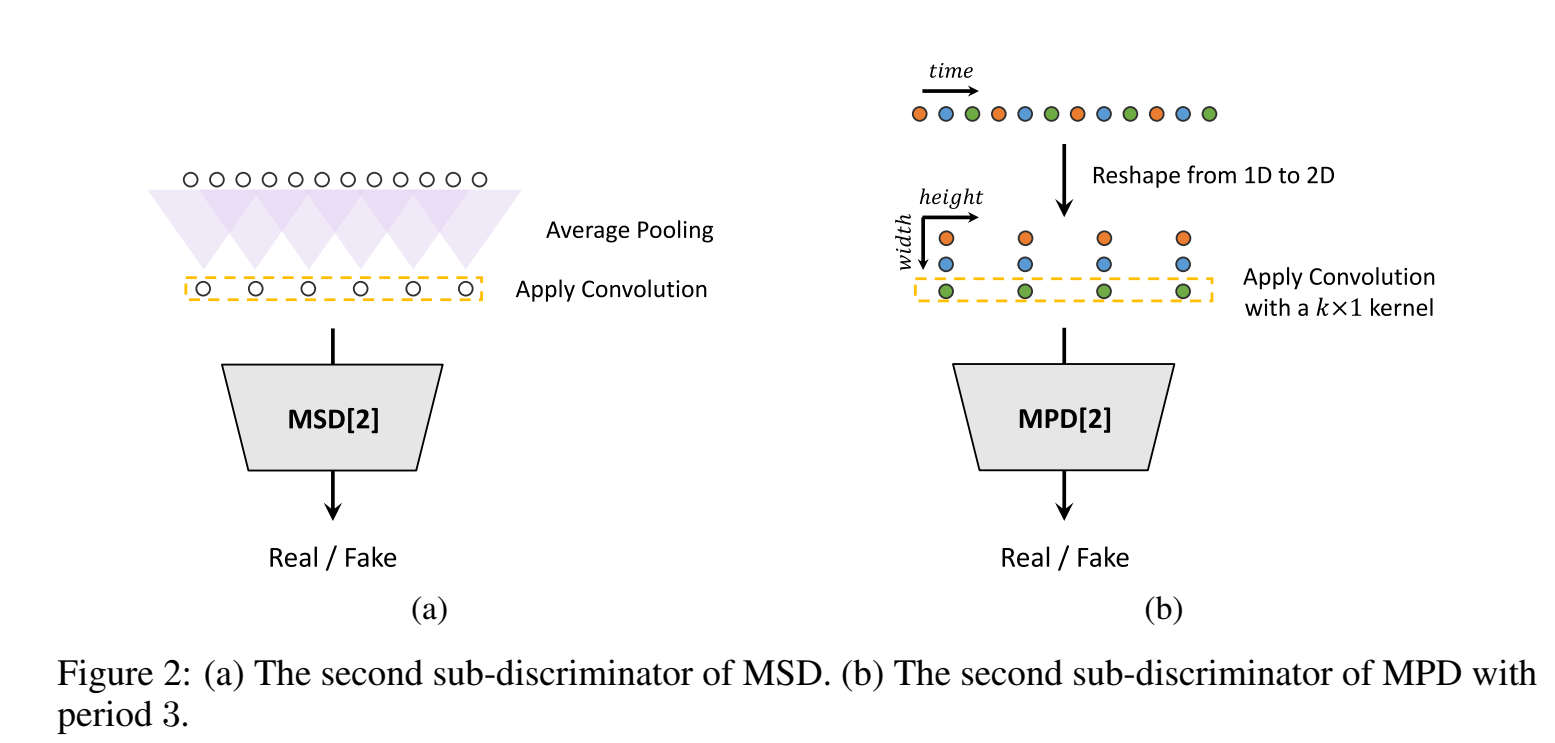 Average Pooling
Apply Convolution
MSD[2]
Real / Fake
(a)
time
Reshape from 1D to 2D
height
width
Apply Convolution
with a k×1 kernel
MPD[2]
Real / Fake
(b)
Figure 2: (a) The second sub-discriminator of MSD. (b) The second sub-discriminator of MPD with
period 3.